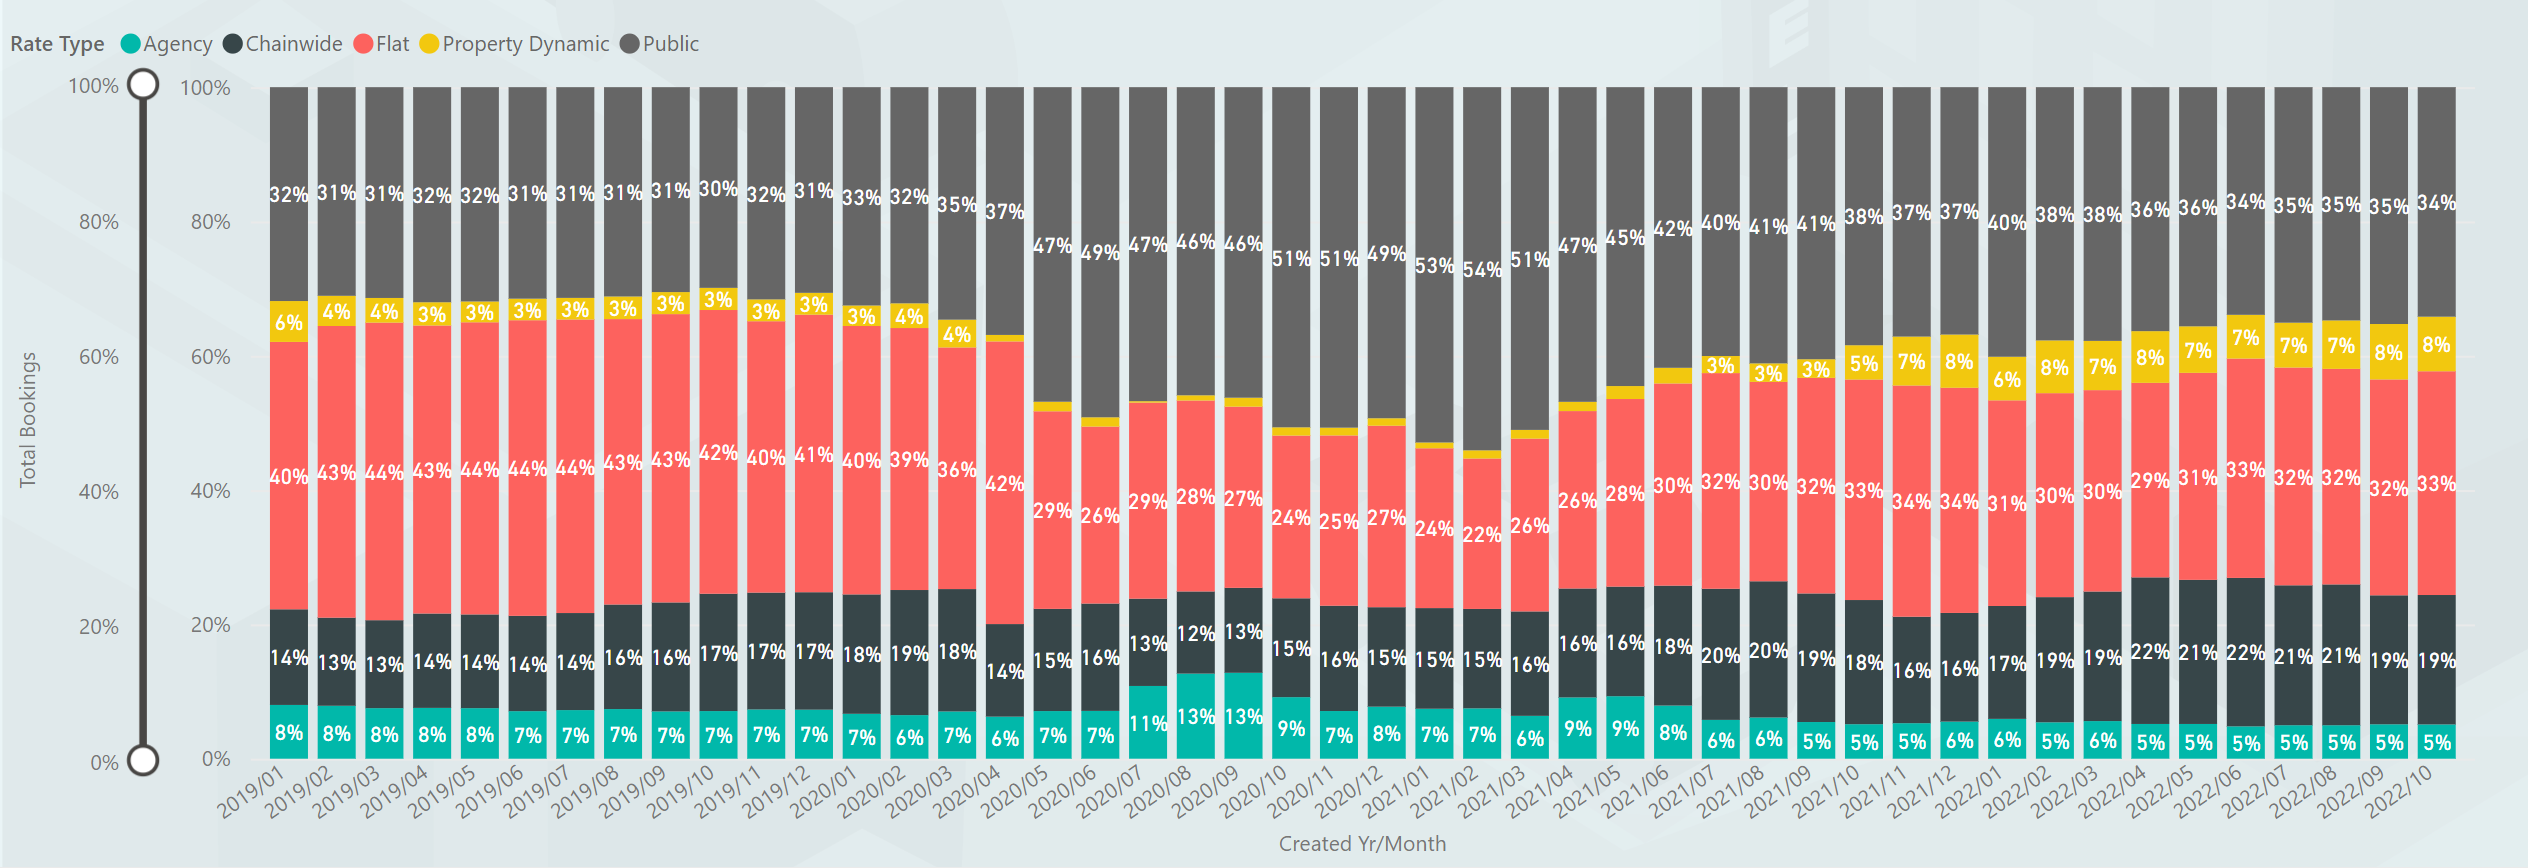 Rate Type Agency Chainwide Flat Property Dynamic Public
100% 80% 60% 40% 20% 0%
100% 80% 60% 40% 20% 0%
Total Bookings
32% 31% 31% 32% 32% 31% 31% 31% 31% 30% 32% 31% 33% 32% 35% 37% 47% 49% 47% 46% 46% 51% 51% 49% 53% 54% 51% 47% 45% 42% 40% 41% 41% 38% 37% 37% 40% 38% 38% 36% 36% 34% 35% 35% 35% 34%
6% 4% 4% 3% 3% 3% 3% 3% 3% 3% 3% 3% 3% 4% 4% 3% 3% 3% 5% 7% 8% 6% 8% 7% 8% 7% 7% 7% 7% 8% 8%
40% 43% 44% 43% 44% 44% 44% 43% 43% 42% 40% 41% 40% 39% 36% 42% 29% 26% 29% 28% 27% 24% 25% 27% 24% 22% 26% 26% 28% 30% 32% 30% 32% 33% 34% 34% 31% 30% 30% 29% 31% 33% 32% 32% 32% 33%
14% 13% 13% 14% 14% 14% 14% 16% 16% 17% 17% 17% 18% 19% 18% 14% 15% 16% 13% 12% 13% 15% 16% 15% 15% 15% 16% 16% 16% 18% 20% 20% 19% 18% 16% 16% 17% 19% 19% 22% 21% 22% 21% 21% 19% 19%
8% 8% 8% 8% 8% 7% 7% 7% 7% 7% 7% 7% 7% 6% 7% 6% 7% 7% 11% 13% 13% 9% 7% 8% 7% 7% 6% 9% 9% 8% 6% 6% 5% 5% 5% 6% 6% 5% 6% 5% 5% 5% 5% 5% 5% 5%
2019/01 2019/02 2019/03 2019/04 2019/05 2019/06 2019/07 2019/08 2019/09 2019/10 2019/11 2019/12 2020/01 2020/02 2020/03 2020/04 2020/05 2020/06 2020/07 2020/08 2020/09 2020/10 2020/11 2020/12 2021/01 2021/02 2021/03 2021/04 2021/05 2021/06 2021/07 2021/08 2021/09 2021/10 2021/11 2021/12 2022/01 2022/02 2022/03 2022/04 2022/05 2022/06 2022/07 2022/08 2022/09 2022/10
Created Yr/Month